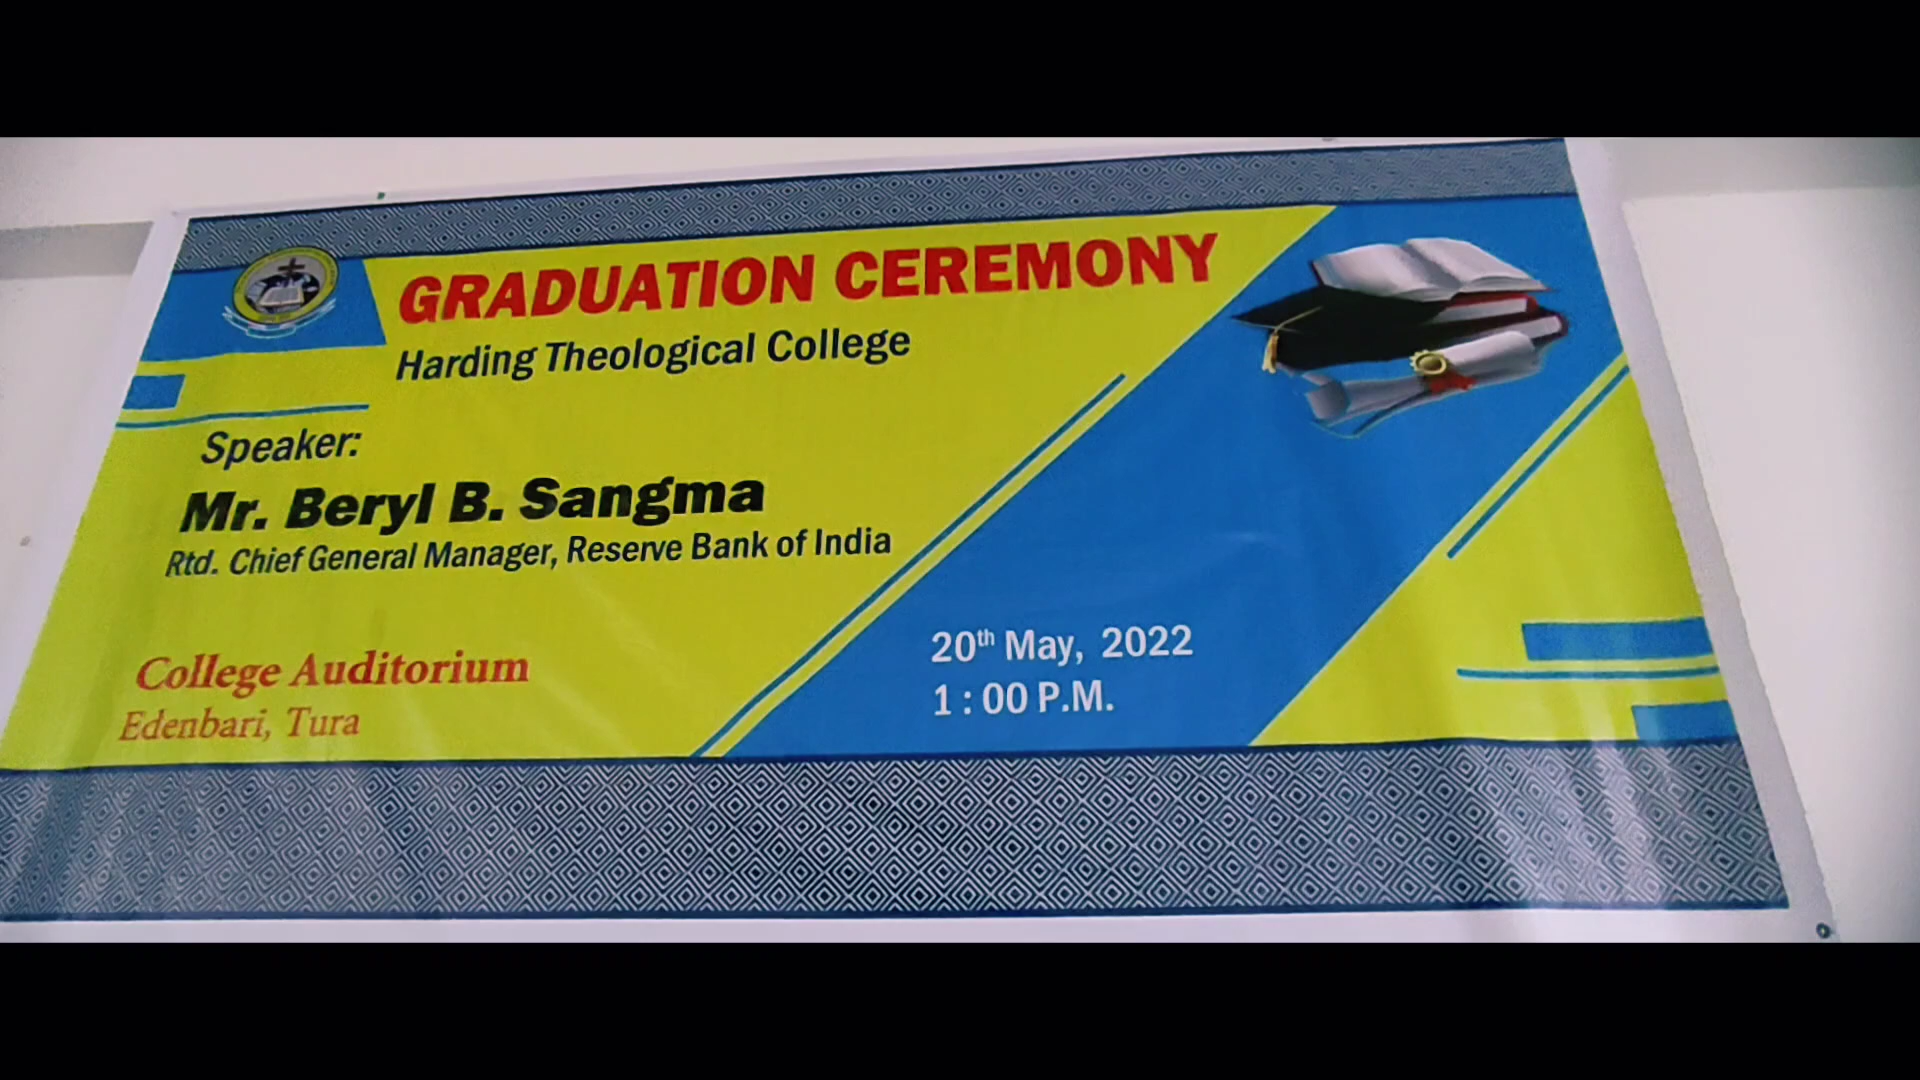 GRADUATION CEREMONY
Harding Theological College
Speaker:
Mr. Beryl B. Sangma
Rtd. Chief General Manager, Reserve Bank of India
College Auditorium
Edenbari, Tura
20th May, 2022
1 : 00 P.M.